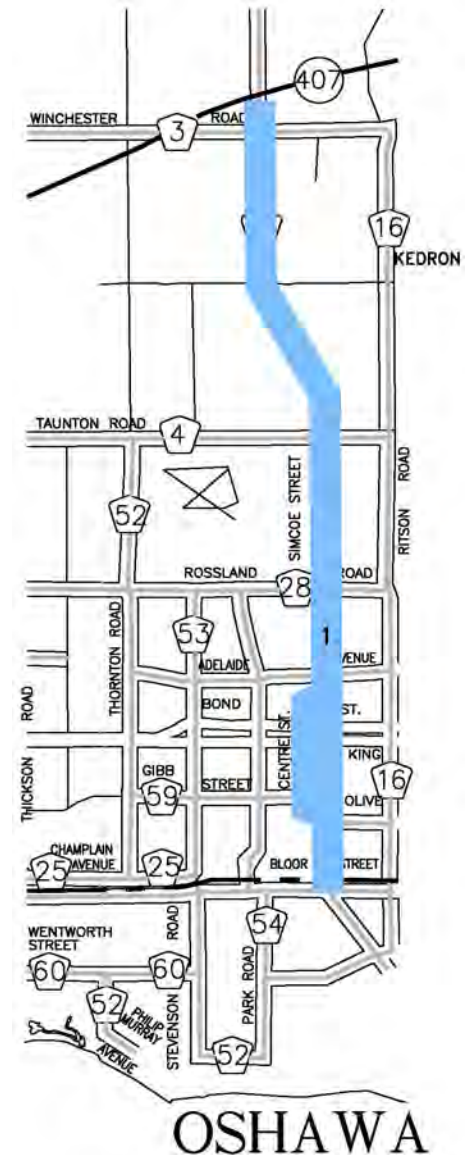 407
WINCHESTER ROAD
3
16
KEDRON
TAUNTON ROAD
4
52
SIMCOE STREET
RITSON ROAD
ROSSLAND ROAD
28
53
THORNTON ROAD
1
ADELAIDE VENUE
BOND ST.
CENTRE ST.
THICKSON ROAD
KING
GIBB STREET
59
16
OLIVE
CHAMPLAIN
AVENUE
25
25
BLOOR STREET
WENTWORTH
STREET
54
60
60
STEVENSON ROAD
PARK ROAD
52
PHILIP
MURRAY
AVENUE
52
OSHAWA